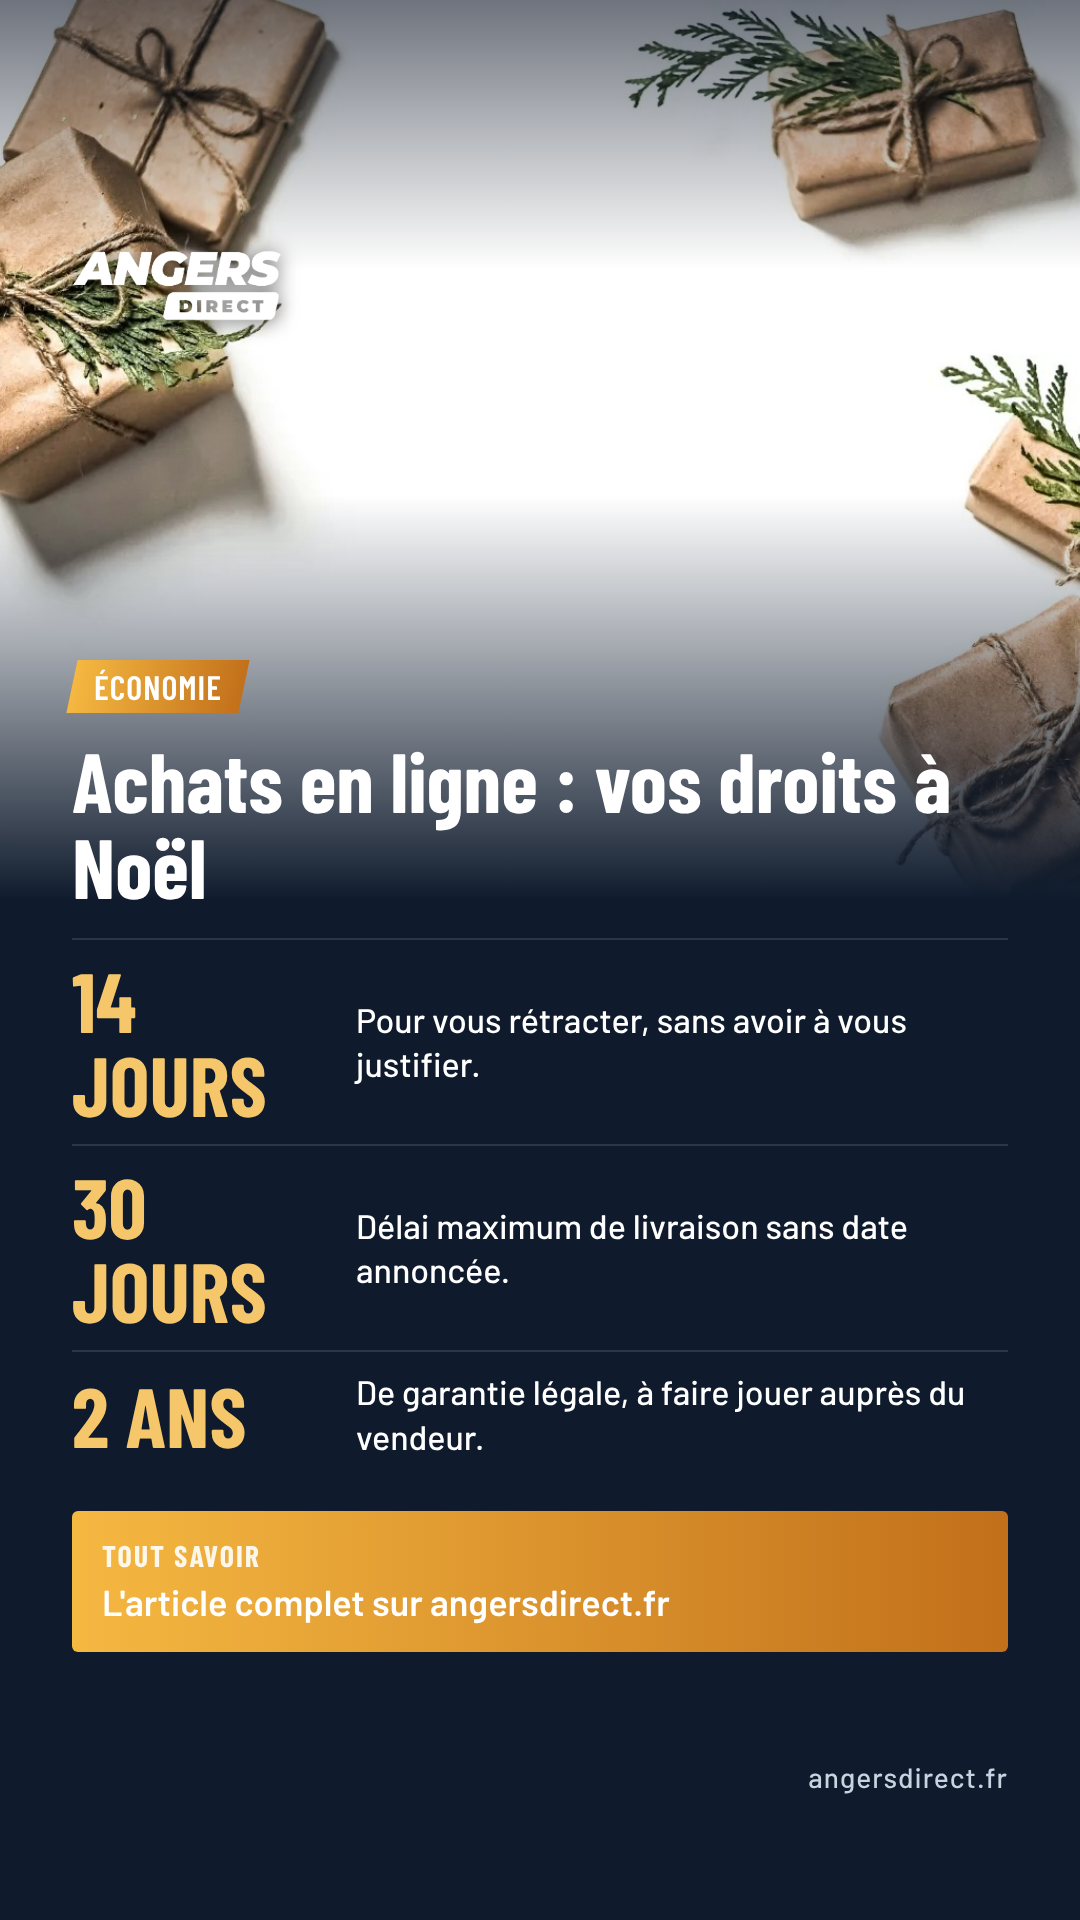 ANGERS
DIRECT
ÉCONOMIE
Achats en ligne : vos droits à
Noël
14
JOURS
Pour vous rétracter, sans avoir à vous
justifier.
30
JOURS
Délai maximum de livraison sans date
annoncée.
2 ANS
De garantie légale, à faire jouer auprès du
vendeur.
TOUT SAVOIR
L'article complet sur angersdirect.fr
angersdirect.fr